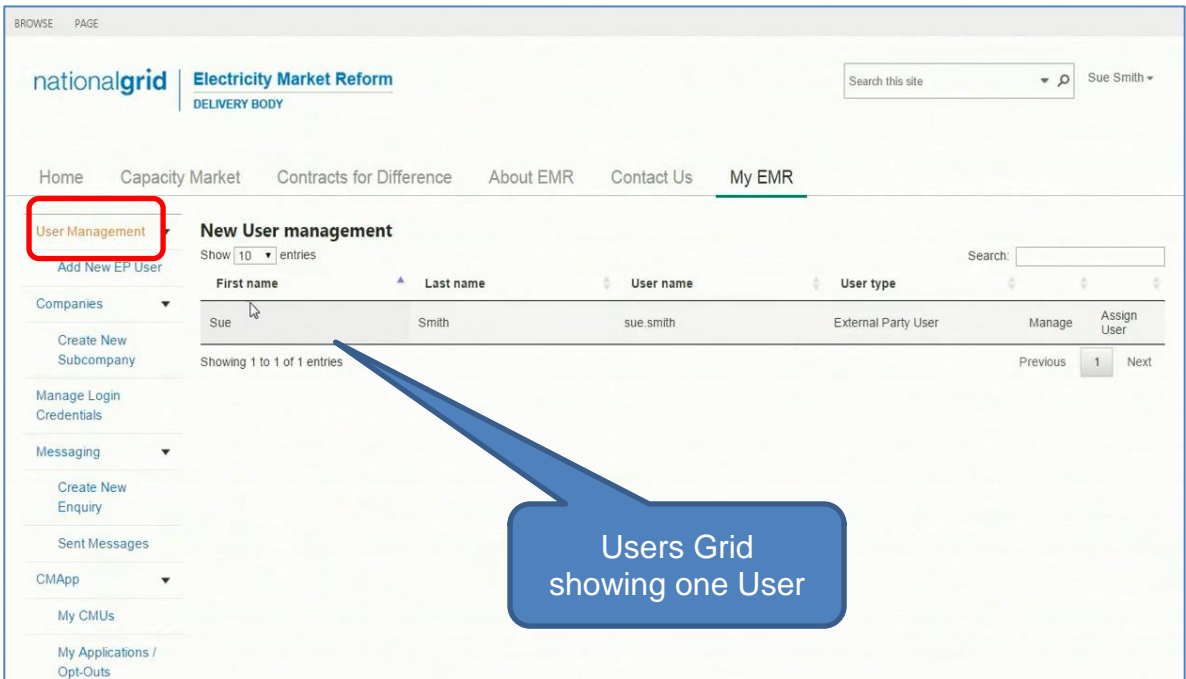 BROWSE PAGE
nationalgrid Electricity Market Reform
DELIVERY BODY
Search this site
Sue Smith
Home Capacity Market Contracts for Difference About EMR Contact Us My EMR
User Management
Add New EP User
Companies
Create New
Subcompany
Manage Login
Credentials
Messaging
Create New
Enquiry
Sent Messages
CMApp
My CMUs
My Applications /
Opt-Outs
New User management
Show 10 entries
Search:
First name Last name User name User type
Sue Smith sue.smith External Party User Manage Assign
User
Showing 1 to 1 of 1 entries
Previous 1 Next
Users Grid
showing one User